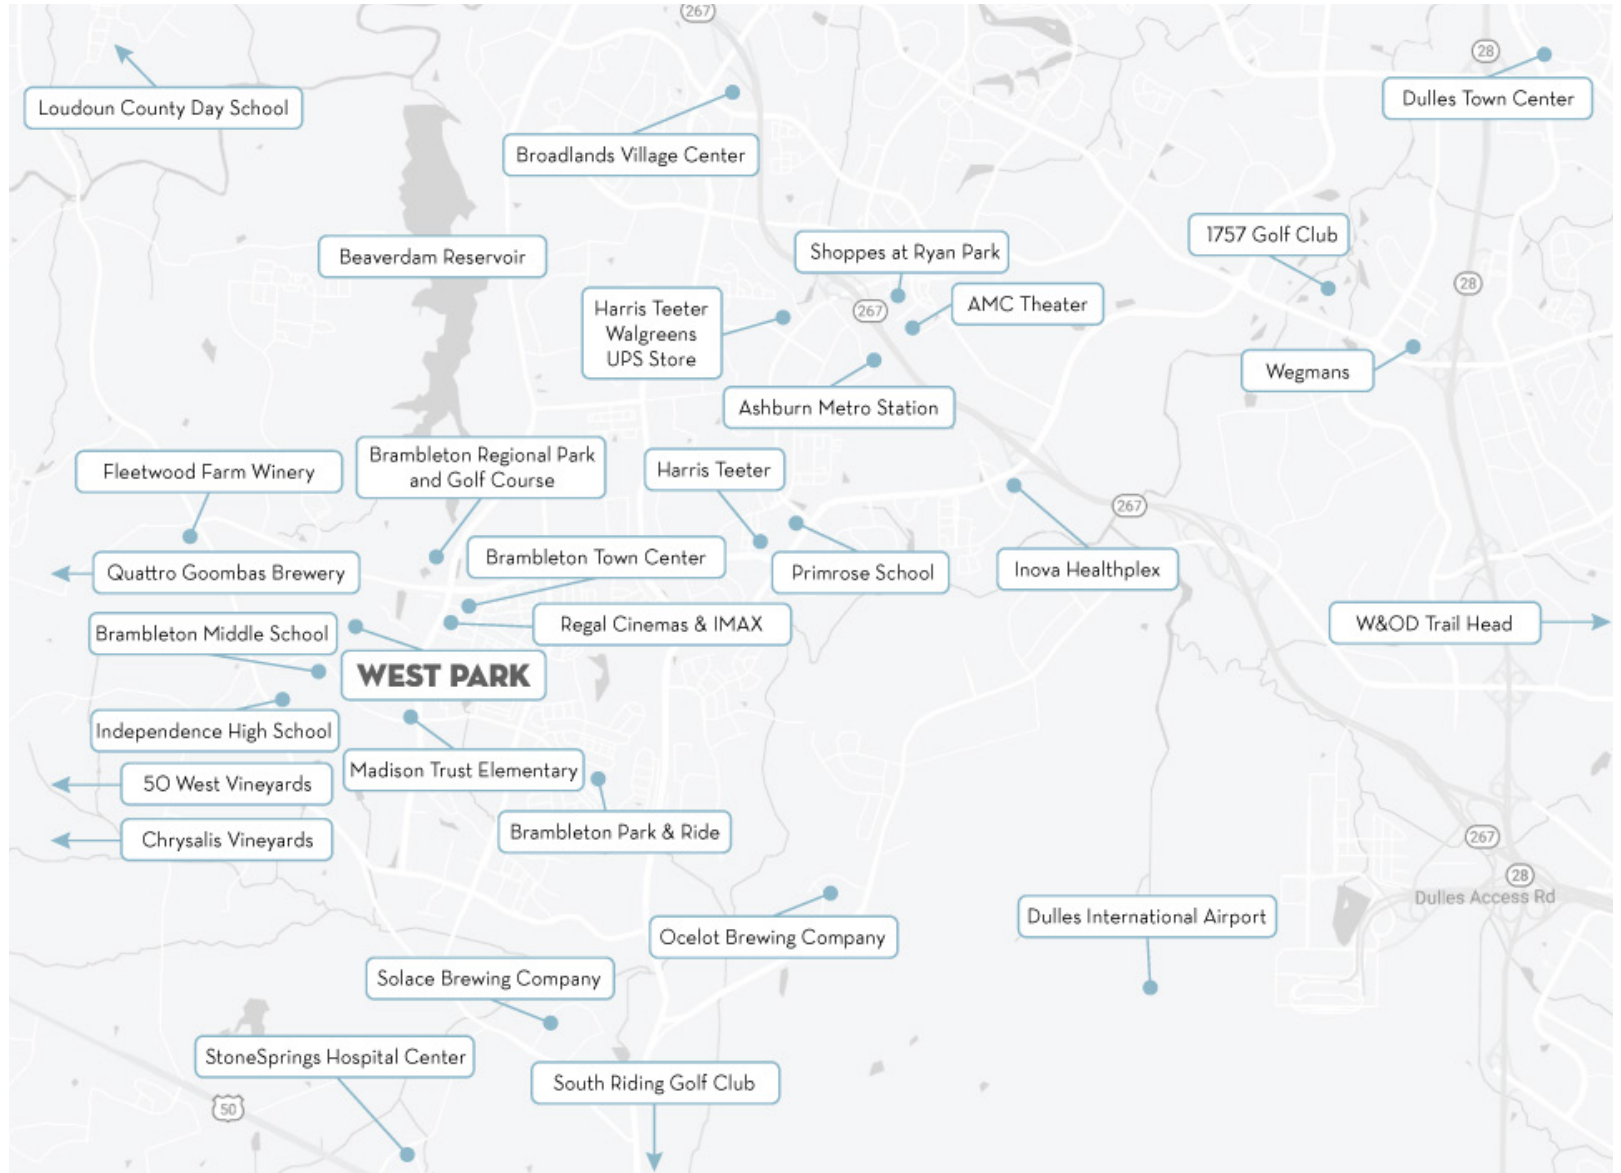 267
28
Loudoun County Day School
Dulles Town Center
Broadlands Village Center
1757 Golf Club
Shoppes at Ryan Park
Beaverdam Reservoir
28
AMC Theater
Harris Teeter
Walgreens
UPS Store
267
Wegmans
Ashburn Metro Station
Brambleton Regional Park
and Golf Course
Fleetwood Farm Winery
Harris Teeter
267
Brambleton Town Center
Quattro Goombas Brewery
Primrose School
Inova Healthplex
Regal Cinemas & IMAX
W&OD Trail Head
Brambleton Middle School
WEST PARK
Independence High School
Madison Trust Elementary
50 West Vineyards
Brambleton Park & Ride
Chrysalis Vineyards
267
28
Dulles Access Rd
Dulles International Airport
Ocelot Brewing Company
Solace Brewing Company
StoneSprings Hospital Center
South Riding Golf Club
50